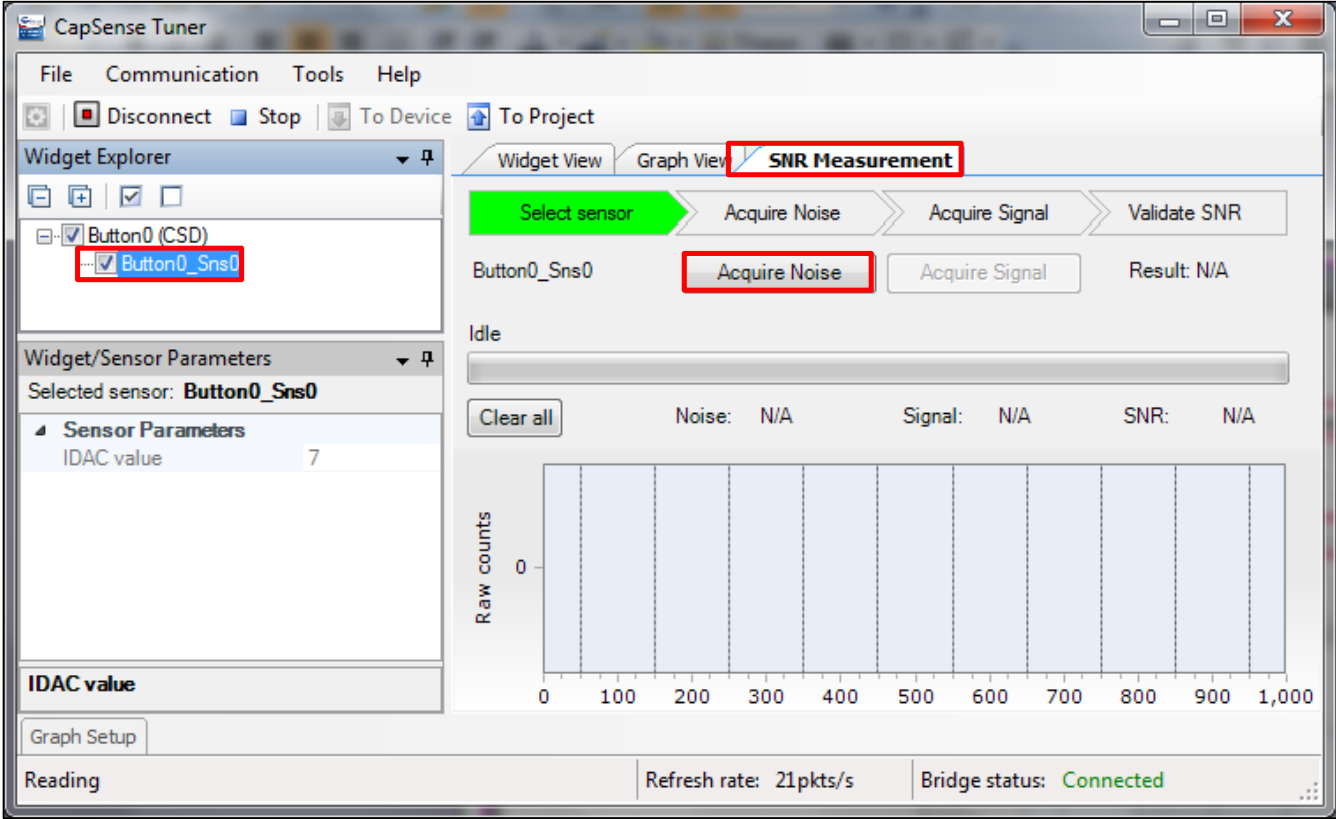 CapSense Tuner
File Communication Tools Help
Disconnect Stop To Device To Project
Widget Explorer
Widget View Graph View SNR Measurement
Select sensor Acquire Noise Acquire Signal Validate SNR
Button0 (CSD)
Button0_Sns0
Button0_Sns0 Acquire Noise Acquire Signal Result: N/A
Idle
Widget/Sensor Parameters
Selected sensor: Button0_Sns0
Clear all Noise: N/A Signal: N/A SNR: N/A
Sensor Parameters
IDAC value 7
Raw counts
0
IDAC value
0 100 200 300 400 500 600 700 800 900 1,000
Graph Setup
Reading Refresh rate: 21pkts/s Bridge status: Connected